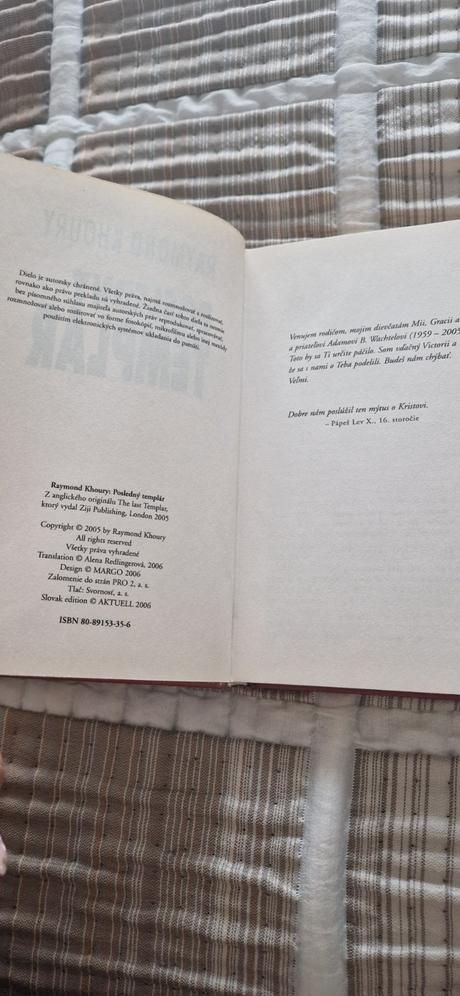 Dielo je autorsky chránené. Všetky práva, najmä rozmnožovať a rozširovať,
rovnako ako právo prekladu sú vyhradené. Žiadna časť tohto diela sa nesmie
bez písomného súhlasu majiteľa autorských práv reprodukovať, spracovávať,
rozmnožovať alebo rozširovať vo forme fotokópií, mikrofilmu alebo inej metódy
použitím elektronických systémov ukladania do pamäti.
Raymond Khoury: Posledný templár
Z anglického originálu The last Templar,
ktorý vydal Ziji Publishing, London 2005
Copyright © 2005 by Raymond Khoury
All rights reserved
Všetky práva vyhradené
Translation © Alena Redlingerová, 2006
Design © MARGO 2006
Zalomenie do strán PRO 2, a. s.
Tlač: Svornosť, a. s.
Slovak edition © AKTUELL 2006
ISBN 80-89153-35-6
Venujem rodičom, mojim dievčatám Mii, Gracii a
a priateľovi Adamovi B. Wachtelovi (1959 – 2005
Toto by sa Ti určite páčilo. Som vďačný Victorii a
že sa s nami o Teba podelili. Budeš nám chýbať.
Veľmi.
Dobre nám poslúžil ten mýtus o Kristovi.
– Pápež Lev X., 16. storočie